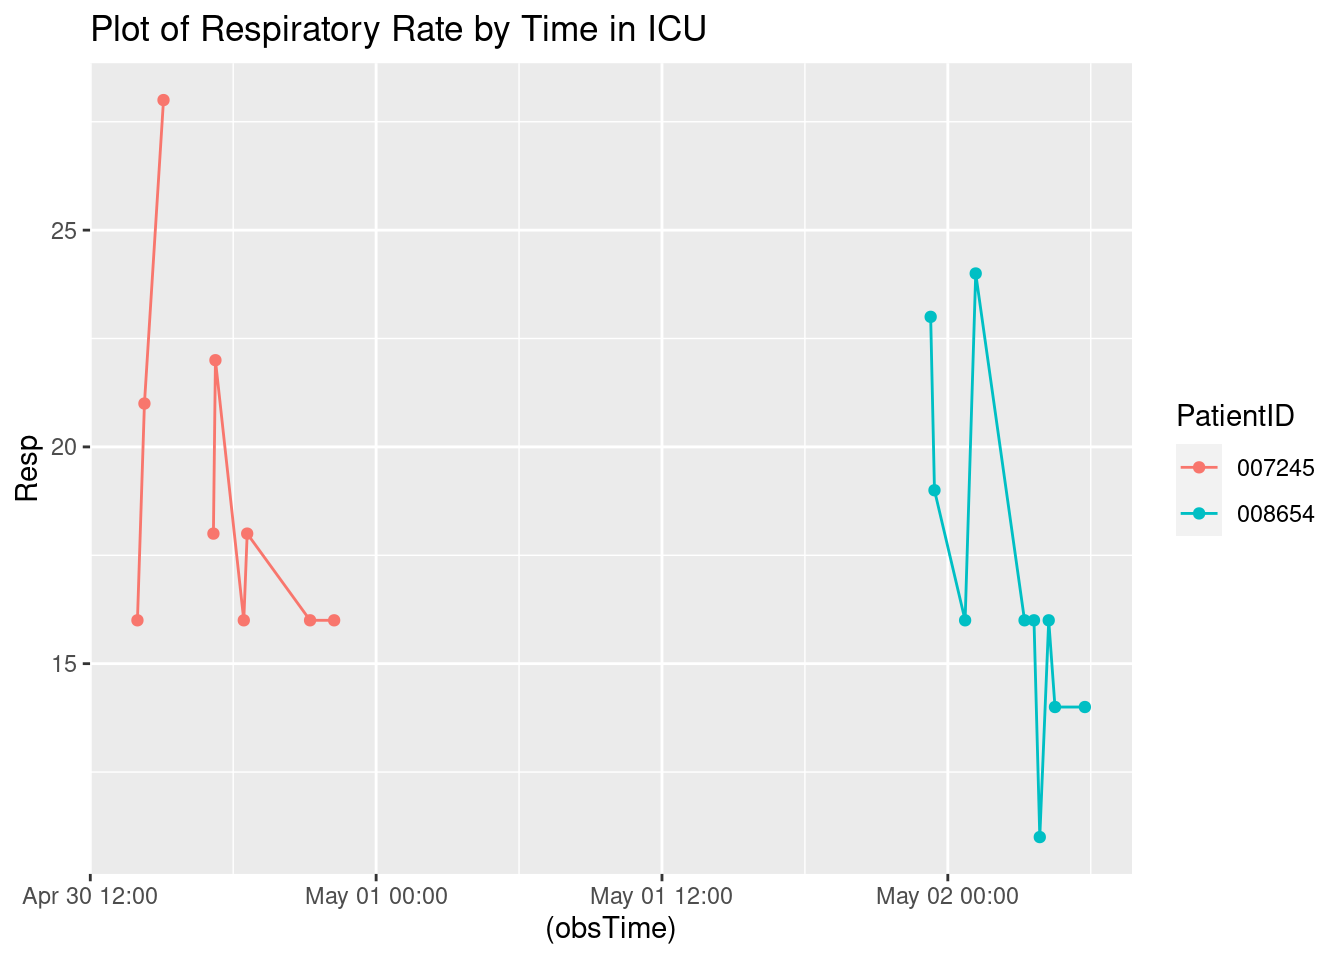 Plot of Respiratory Rate by Time in ICU
25
20
15
Resp
Apr 30 12:00
May 01 00:00
May 01 12:00
May 02 00:00
(obsTime)
PatientID
007245
008654